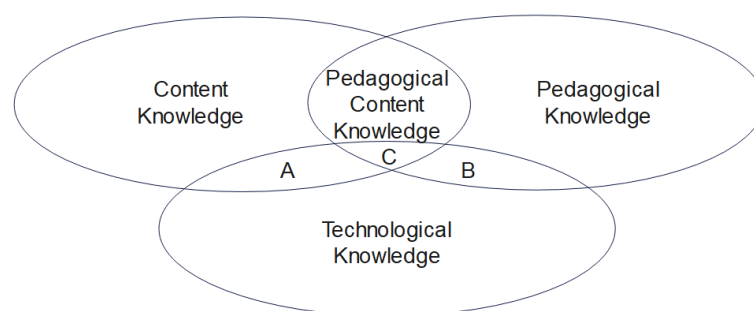 Content
Knowledge
Pedagogical
Content
Knowledge
Pedagogical
Knowledge
A
C
B
Technological
Knowledge